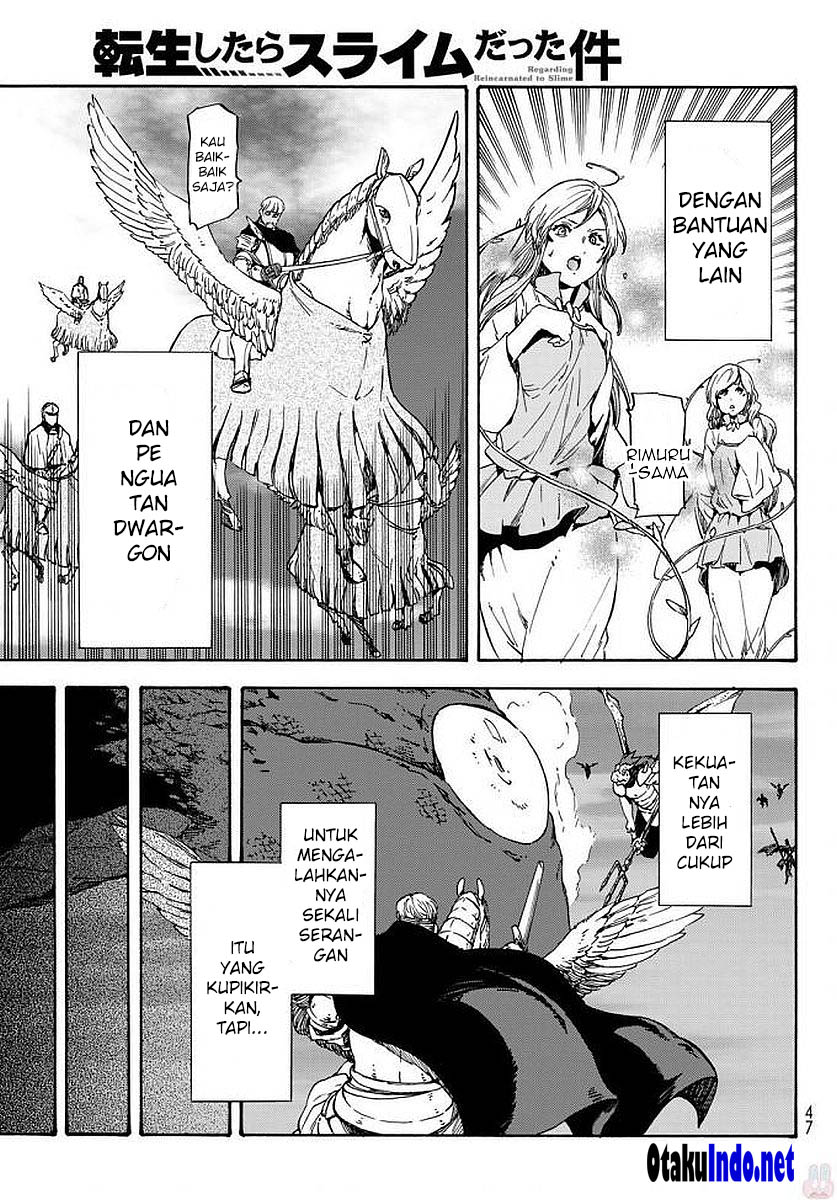 転生したらスライムだった件
Regarding
Reincarnated to Slime
DENGAN
BANTUAN
YANG
LAIN
RIMURU
-SAMA
KAU
BAIK-
BAIK
SAJA?
DAN
PE
NGUA
TAN
DWAR-
GON
KEKUA-
TAN
NYA
LEBIH
DARI
CUKUP
UNTUK
MENGA-
LAHKAN-
NYA
SEKALI
SERAN-
GAN
ITU
YANG
KUPIKIR-
KAN,
TAPI...
47
OtakuIndo.net